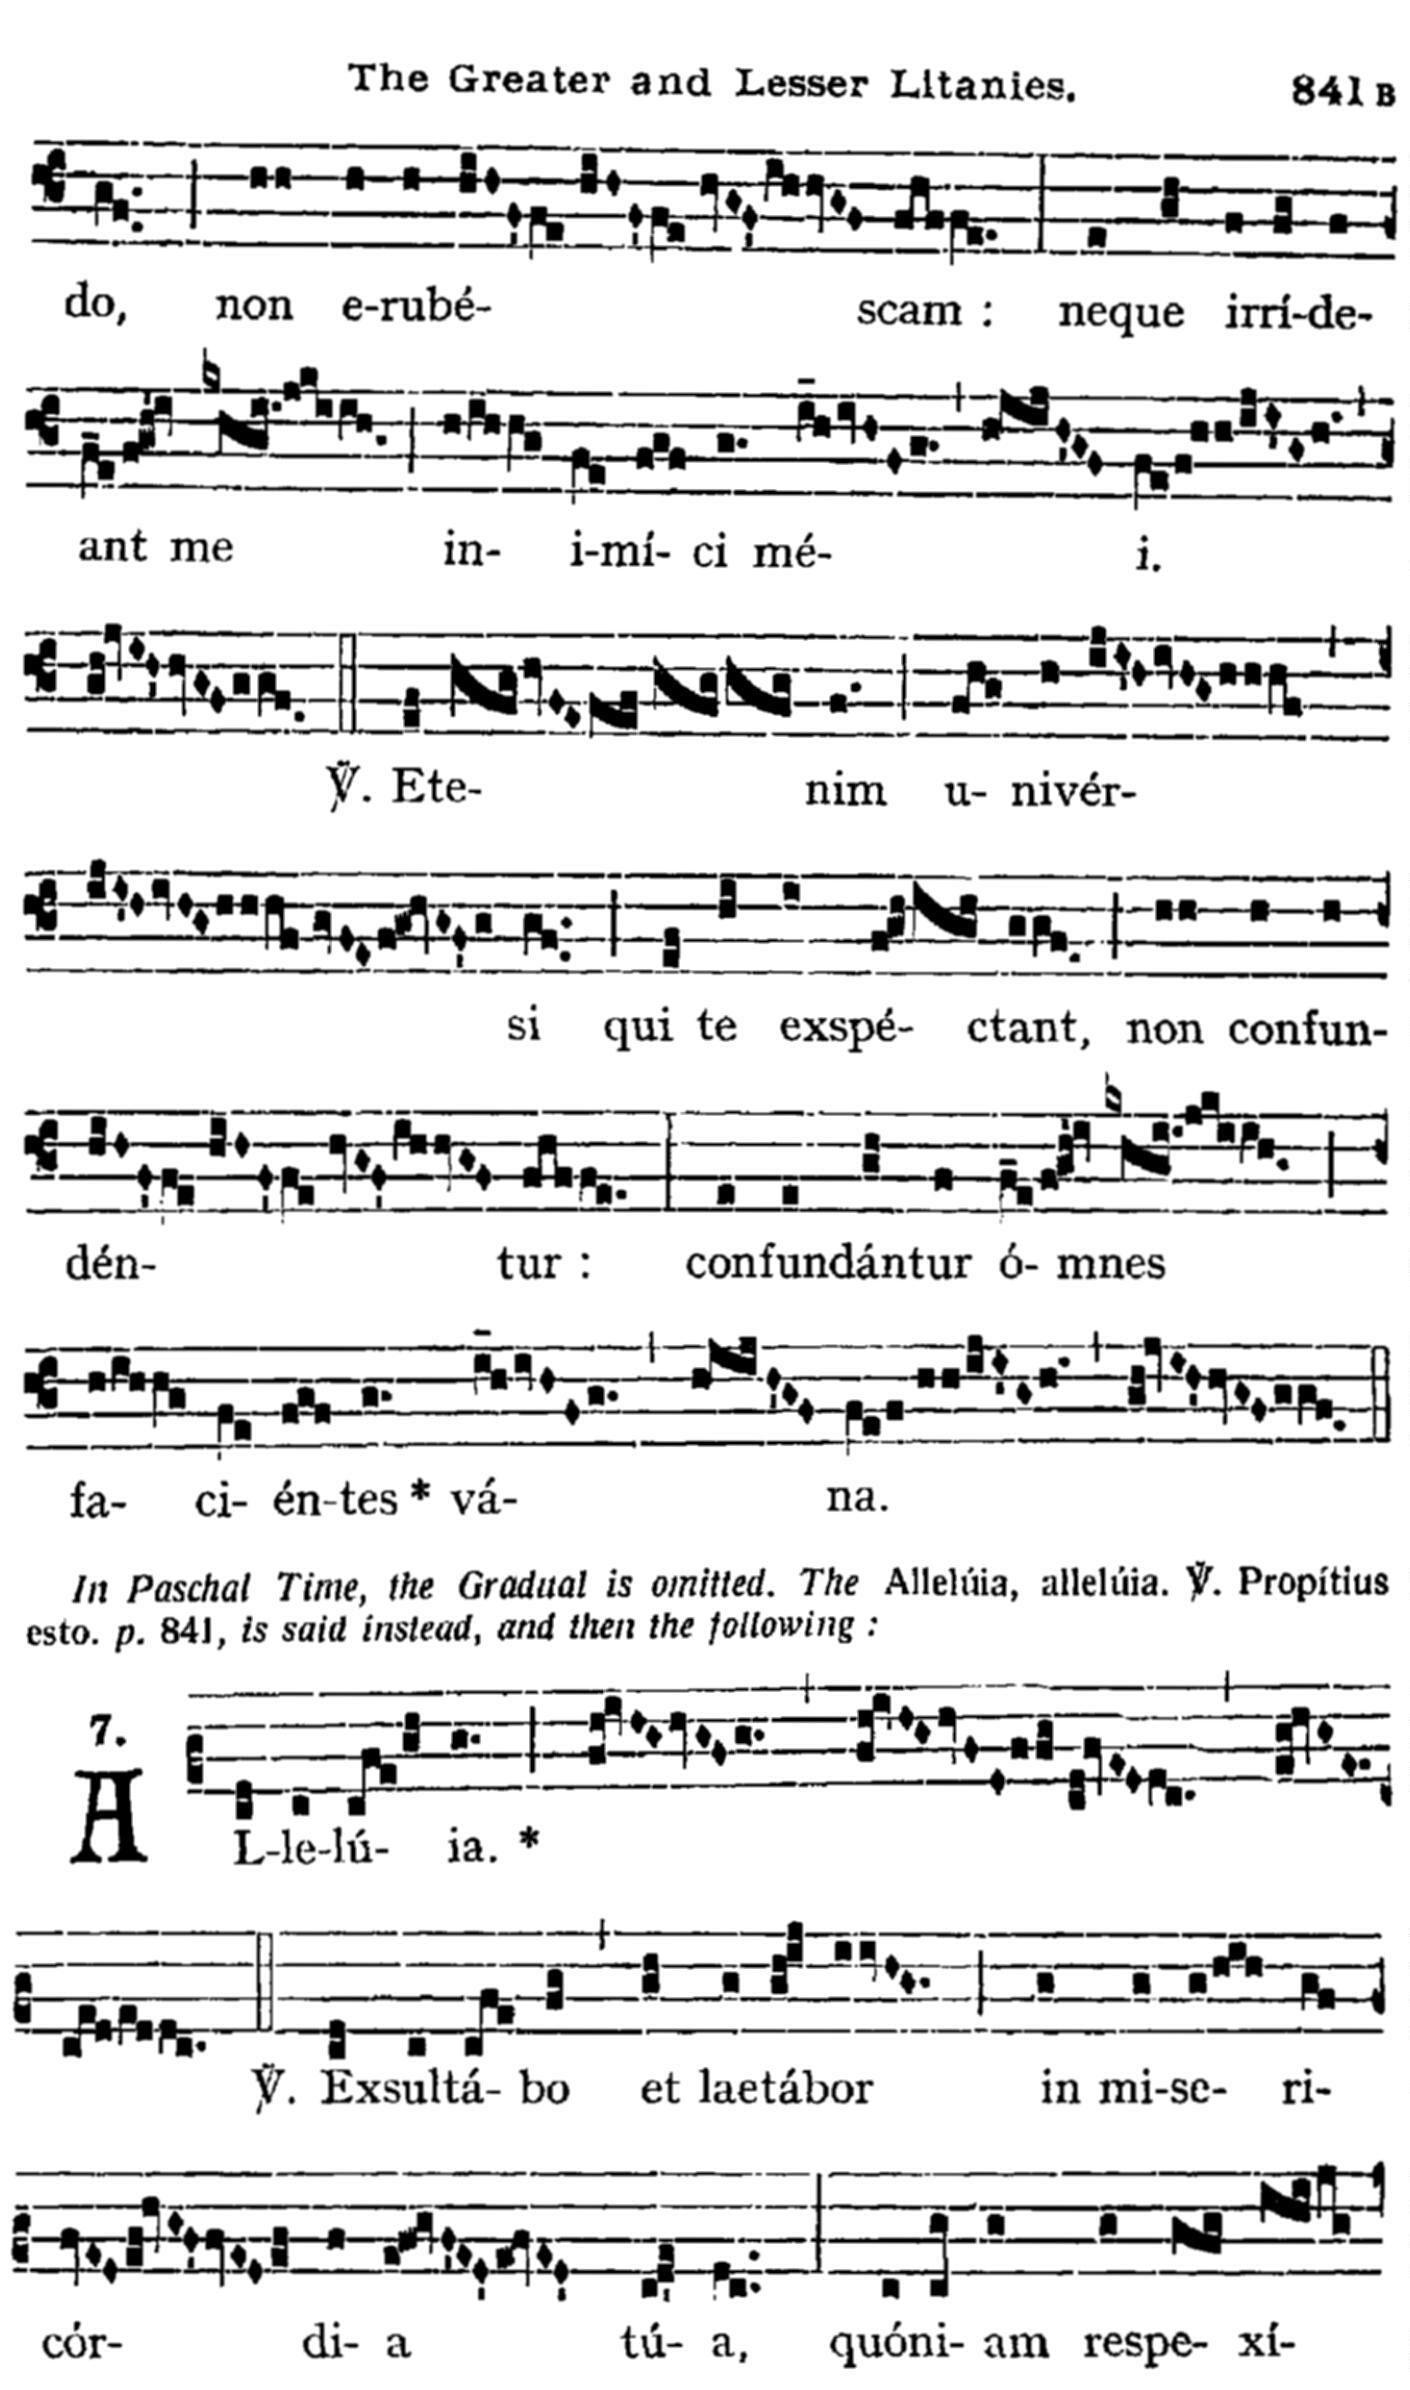 The Greater and Lesser Litanies. 841 B
do, non e-rubé- scam : neque irrí-de-
ant me in- i-mí- ci mé- i.
℣. Ete- nim u- nivér-
si qui te exspé- ctant, non confun-
dén- tur : confundántur ó- mnes
fa- ci- én-tes * vá- na.
In Paschal Time, the Gradual is omitted. The Allelúia, allelúia. ℣. Propítius
esto. p. 841, is said instead, and then the following :
7.
AL-le-lú- ia. *
℣. Exsultá- bo et laetábor in mi-se- ri-
cór- di- a tú- a, quóni- am respe- xí-